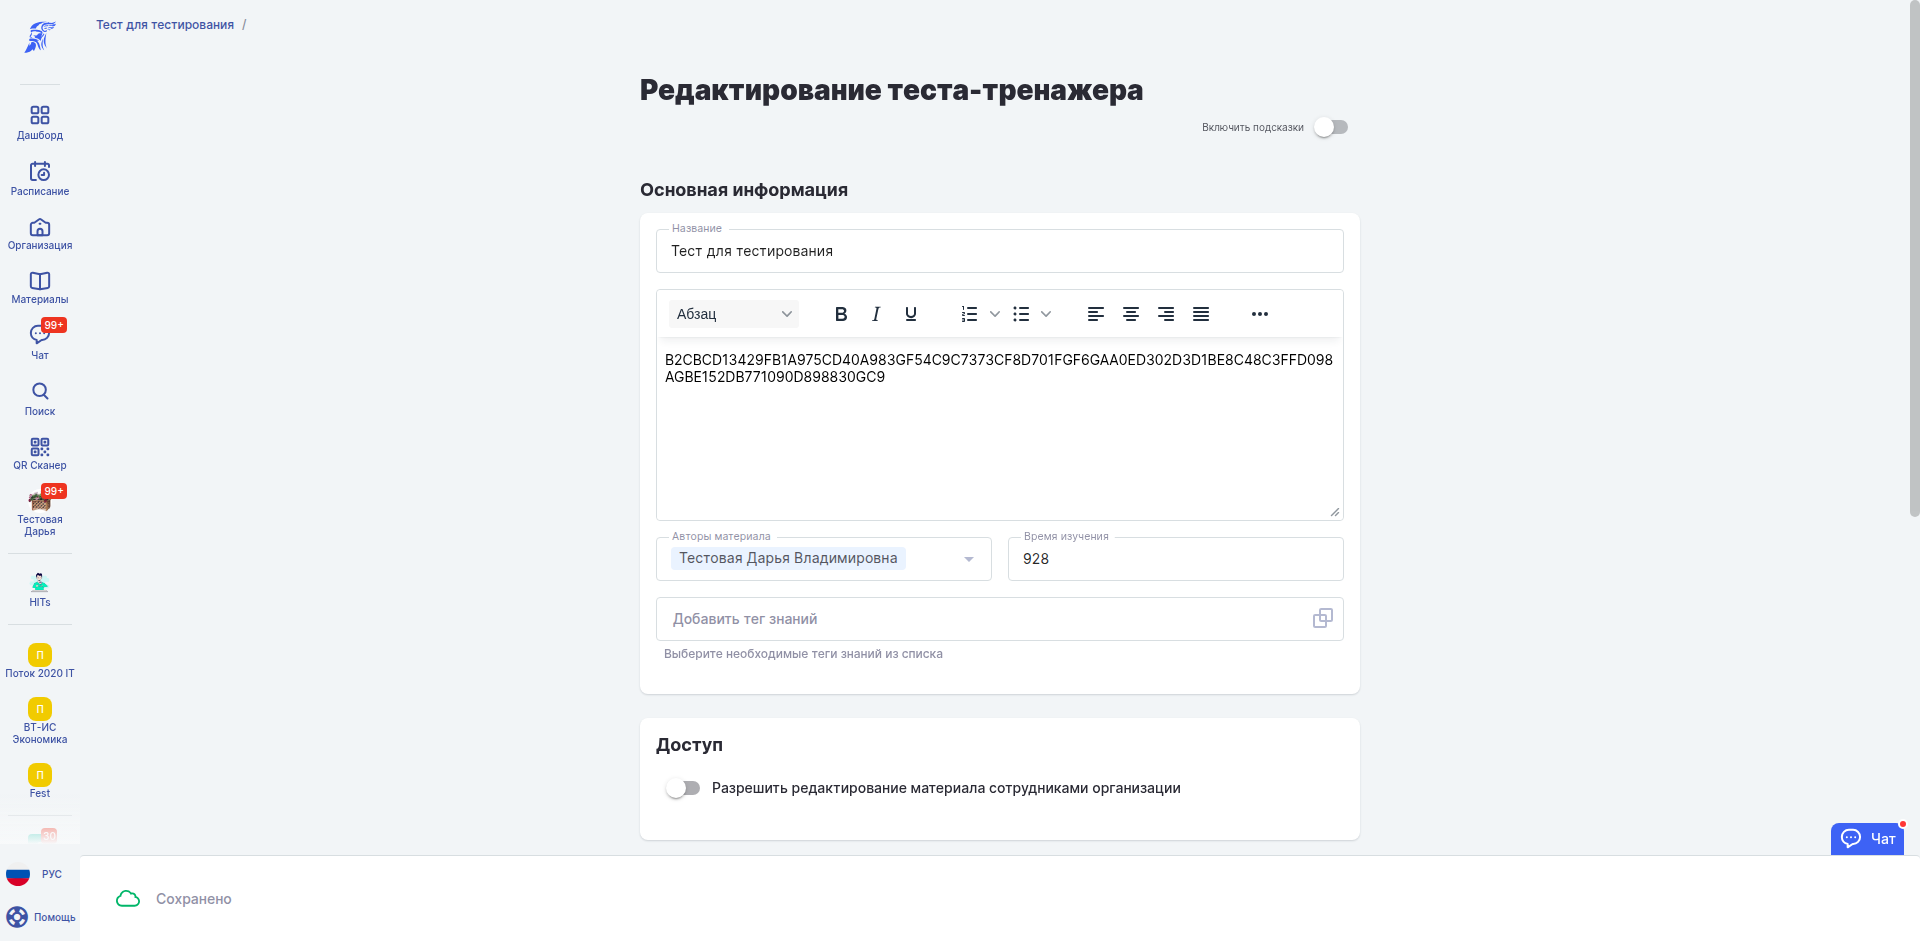 Тест для тестирования /
Дашборд
Расписание
Организация
Материалы
99+
Чат
Поиск
QR Сканер
99+
Тестовая
Дарья
HITs
П
Поток 2020 IT
П
ВТ-ИС
Экономика
П
Fest
30
РУС
Помощь
Редактирование теста-тренажера
Включить подсказки
Основная информация
Название
Тест для тестирования
Абзац
B2CBCD13429FB1A975CD40A983GF54C9C7373CF8D701FGF6GAA0ED302D3D1BE8C48C3FFD098
AGBE152DB771090D898830GC9
Авторы материала
Тестовая Дарья Владимировна
Время изучения
928
Добавить тег знаний
Выберите необходимые теги знаний из списка
Доступ
Разрешить редактирование материала сотрудниками организации
Чат
Сохранено